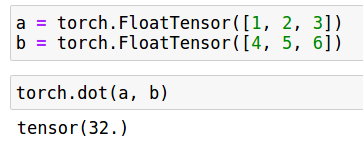 a = torch.FloatTensor([1, 2, 3])
b = torch.FloatTensor([4, 5, 6])
torch.dot(a, b)
tensor(32.)